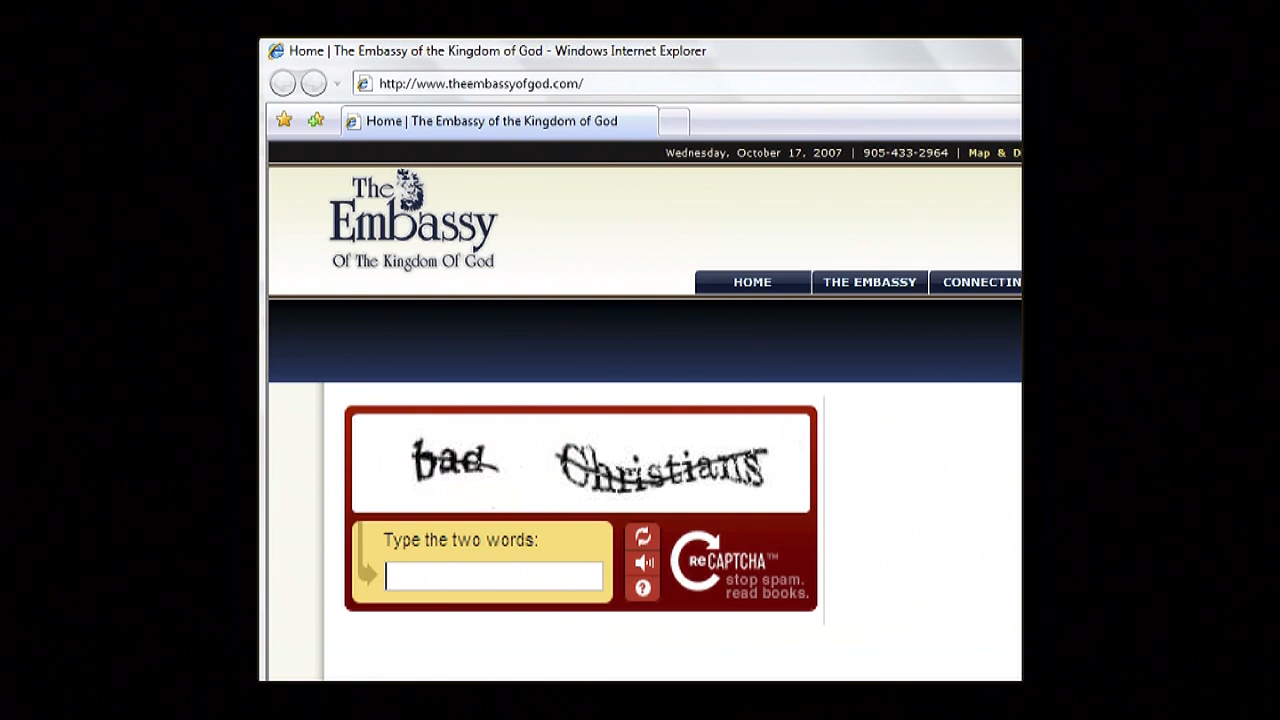 Home | The Embassy of the Kingdom of God - Windows Internet Explorer
http://www.theembassyofgod.com/
Home | The Embassy of the Kingdom of God
Wednesday, October 17, 2007 | 905-433-2964 | Map & D
The
Embassy
Of The Kingdom Of God
HOME THE EMBASSY CONNECTIN
bad Christians
Type the two words:
reCAPTCHA™
stop spam.
read books.